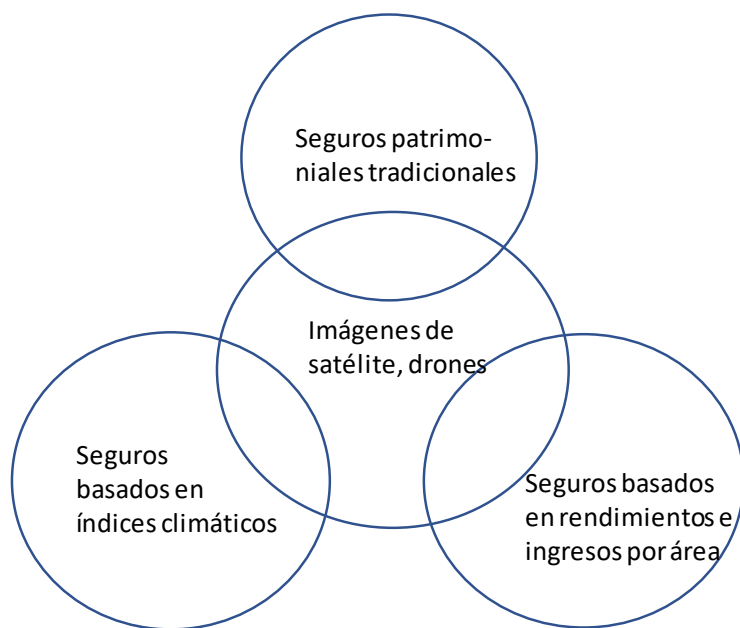 Seguros patrimo-
niales tradicionales
Imágenes de
satélite, drones
Seguros
basados en
índices climáticos
Seguros basados
en rendimientos e
ingresos por área